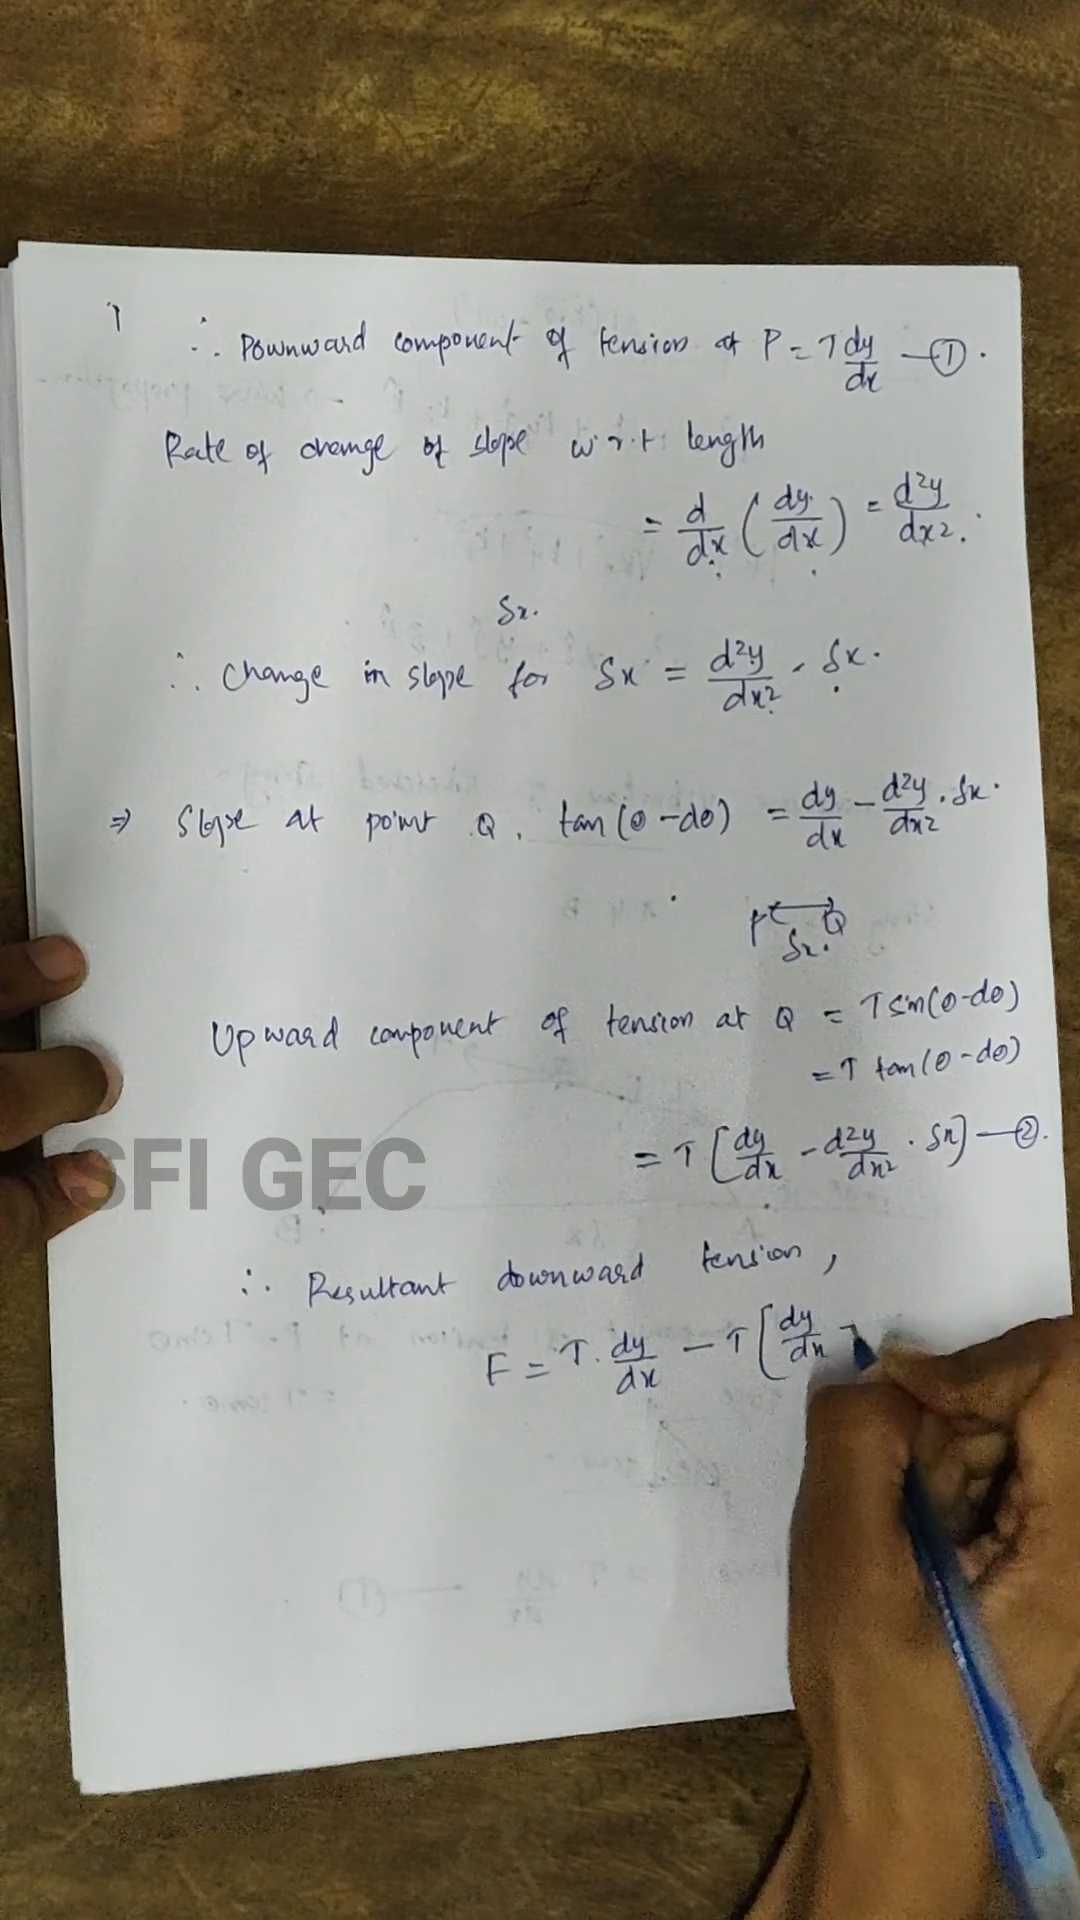 ∴ Downward component of tension at P = T dy/dx —①.
Rate of change of slope w.r.t length
= d/dx (dy/dx) = d²y/dx².
δx.
∴ Change in slope for δx = d²y/dx² · δx.
⇒ Slope at point Q, tan(θ-dθ) = dy/dx - d²y/dx² . δx.
P Q
δx.
Upward component of tension at Q = T sin(θ-dθ)
= T tan(θ-dθ)
= T [dy/dx - d²y/dx² · δx] —②.
SFI GEC
∴ Resultant downward tension,
F = T. dy/dx - T [dy/dx -